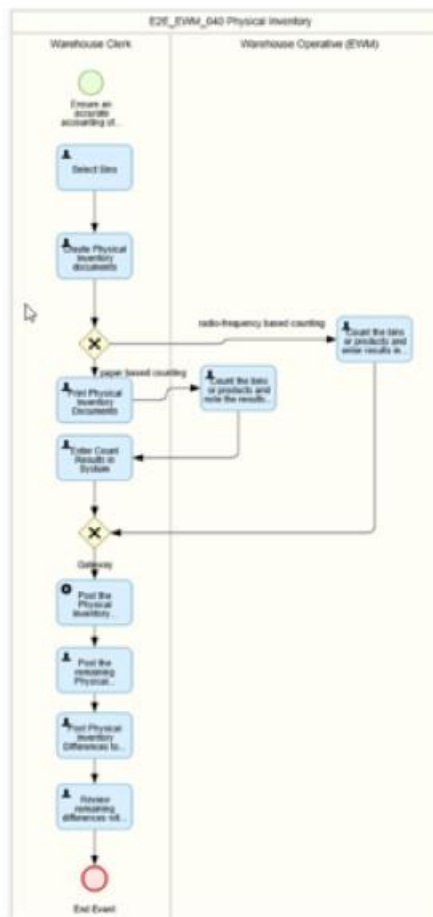 E2E_EWM_040 Physical Inventory
Warehouse Clerk
Warehouse Operative (EWM)
Ensure an
accurate
accounting of...
Select Bins
Create Physical
Inventory
documents
radio-frequency based counting
Count the bins
or products and
enter results in...
paper based counting
Print Physical
Inventory
Documents
Count the bins
or products and
note the results...
Enter Count
Results in
System
Gateway
Post the
Physical
Inventory ...
Post the
remaining
Physical...
Post Physical
Inventory
Differences to...
Review
remaining
differences wit...
End Event